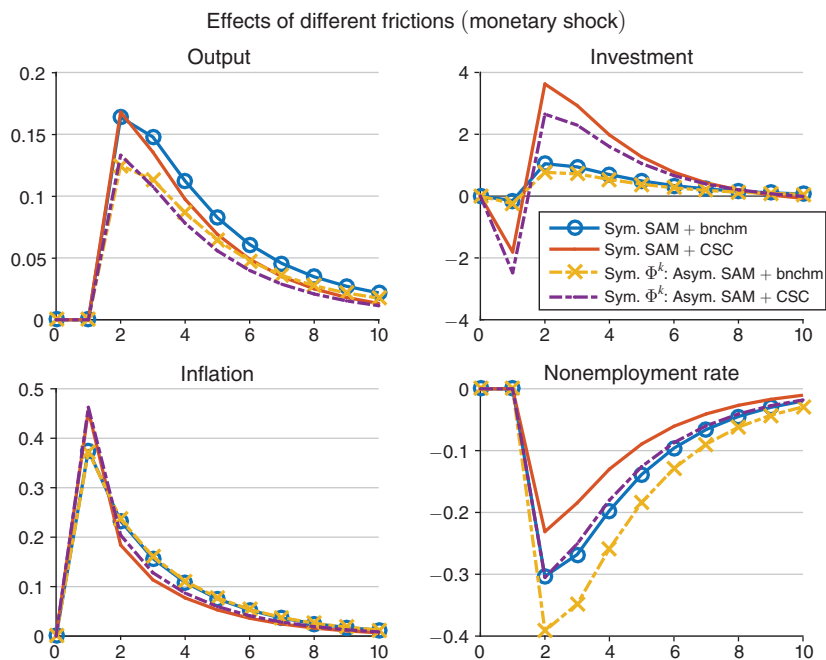 Effects of different frictions (monetary shock)
Output
0.2
0.15
0.1
0.05
0
0 2 4 6 8 10
Investment
4
2
0
−2
−4
0 2 4 6 8 10
Sym. SAM + bnchm
Sym. SAM + CSC
Sym. Φᵏ: Asym. SAM + bnchm
Sym. Φᵏ: Asym. SAM + CSC
Inflation
0.5
0.4
0.3
0.2
0.1
0
0 2 4 6 8 10
Nonemployment rate
0
−0.1
−0.2
−0.3
−0.4
0 2 4 6 8 10